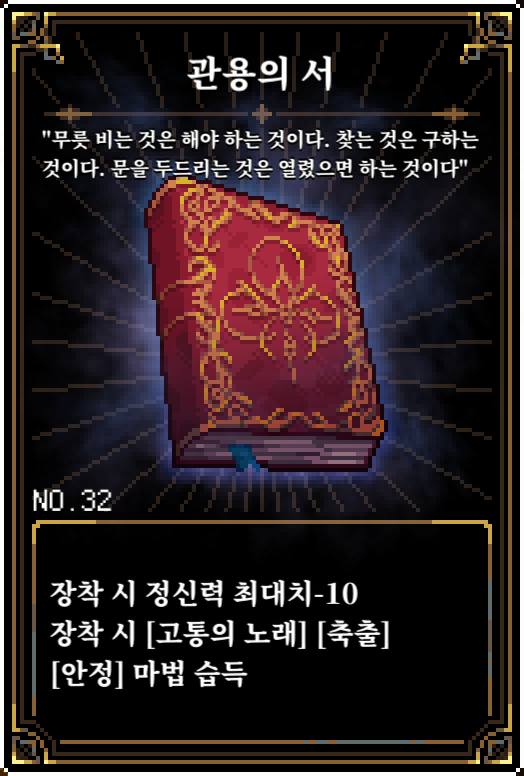 관용의 서
"무릇 비는 것은 해야 하는 것이다. 찾는 것은 구하는
것이다. 문을 두드리는 것은 열렸으면 하는 것이다"
NO.32
장착 시 정신력 최대치-10
장착 시 [고통의 노래] [축출]
[안정] 마법 습득